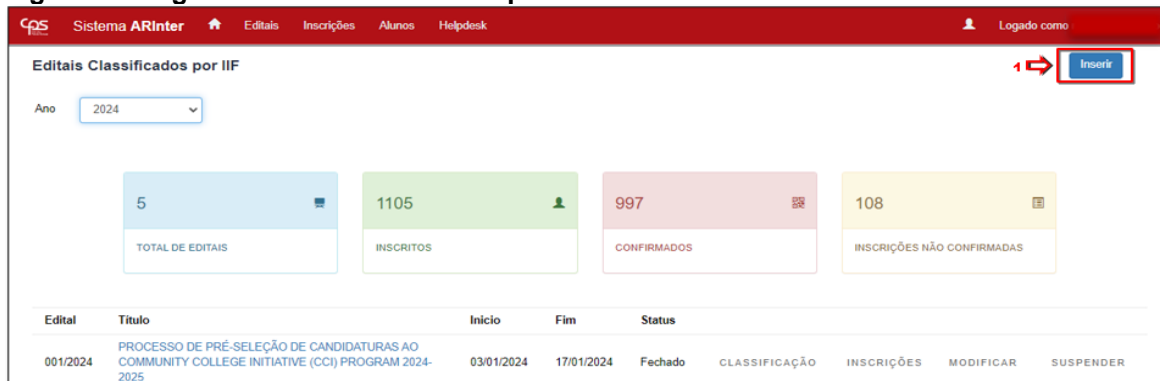 cps Sistema ARInter Editais Inscrições Alunos Helpdesk Logado como
Editais Classificados por IIF
1 Inserir
Ano 2024
5 1105 997 108
TOTAL DE EDITAIS INSCRITOS CONFIRMADOS INSCRIÇÕES NÃO CONFIRMADAS
Edital Título Inicio Fim Status
PROCESSO DE PRÉ-SELEÇÃO DE CANDIDATURAS AO
001/2024 COMMUNITY COLLEGE INITIATIVE (CCI) PROGRAM 2024- 03/01/2024 17/01/2024 Fechado CLASSIFICAÇÃO INSCRIÇÕES MODIFICAR SUSPENDER
2025